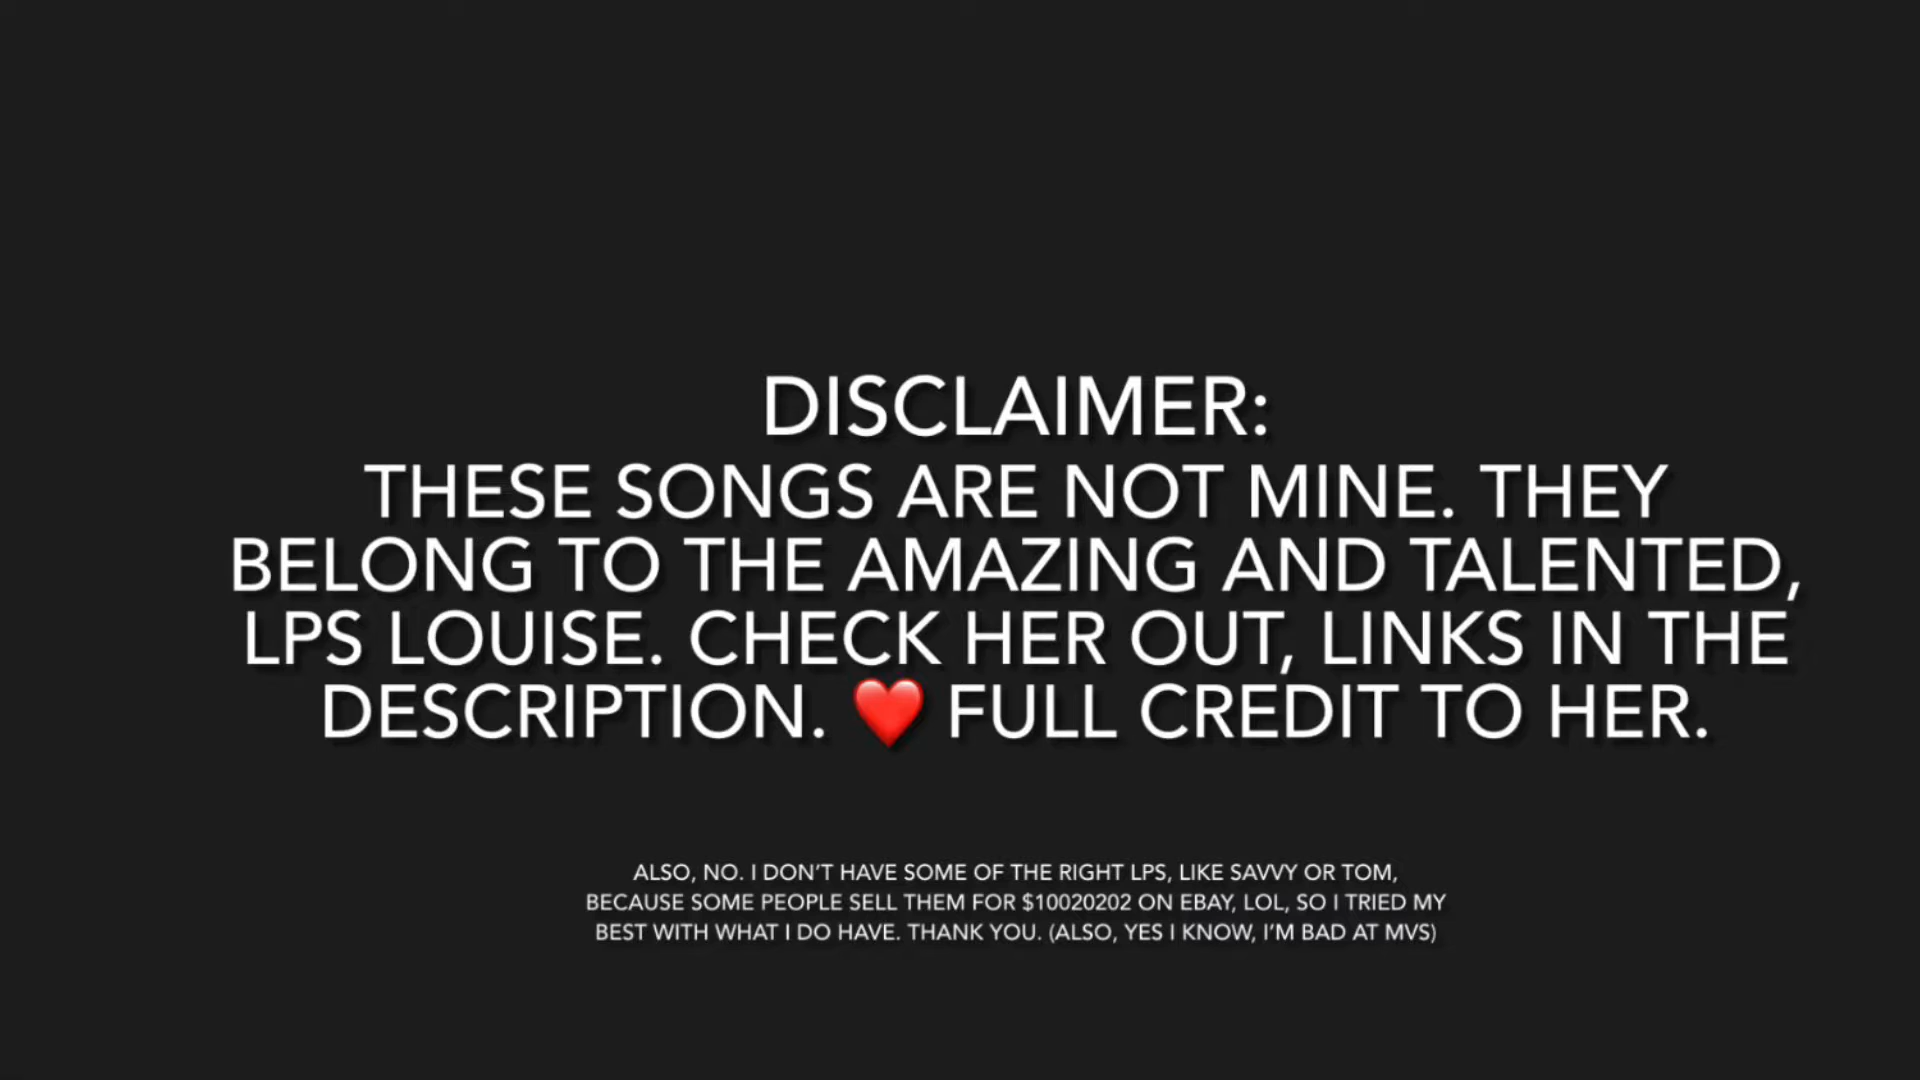 DISCLAIMER:
THESE SONGS ARE NOT MINE. THEY
BELONG TO THE AMAZING AND TALENTED,
LPS LOUISE. CHECK HER OUT, LINKS IN THE
DESCRIPTION. ❤️ FULL CREDIT TO HER.
ALSO, NO. I DON'T HAVE SOME OF THE RIGHT LPS, LIKE SAVVY OR TOM,
BECAUSE SOME PEOPLE SELL THEM FOR $10020202 ON EBAY, LOL, SO I TRIED MY
BEST WITH WHAT I DO HAVE. THANK YOU. (ALSO, YES I KNOW, I'M BAD AT MVS)